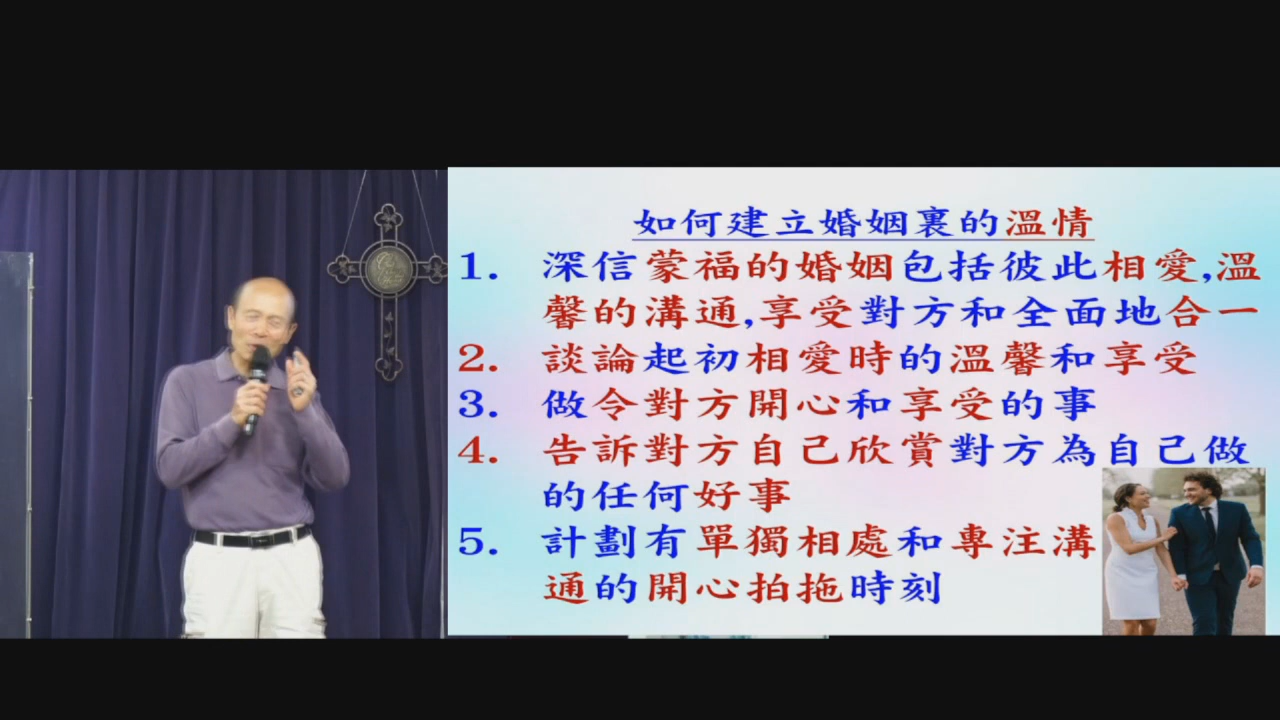 如何建立婚姻裏的溫情
1. 深信蒙福的婚姻包括彼此相愛,溫
馨的溝通,享受對方和全面地合一
2. 談論起初相愛時的溫馨和享受
3. 做令對方開心和享受的事
4. 告訴對方自己欣賞對方為自己做
的任何好事
5. 計劃有單獨相處和專注溝
通的開心拍拖時刻